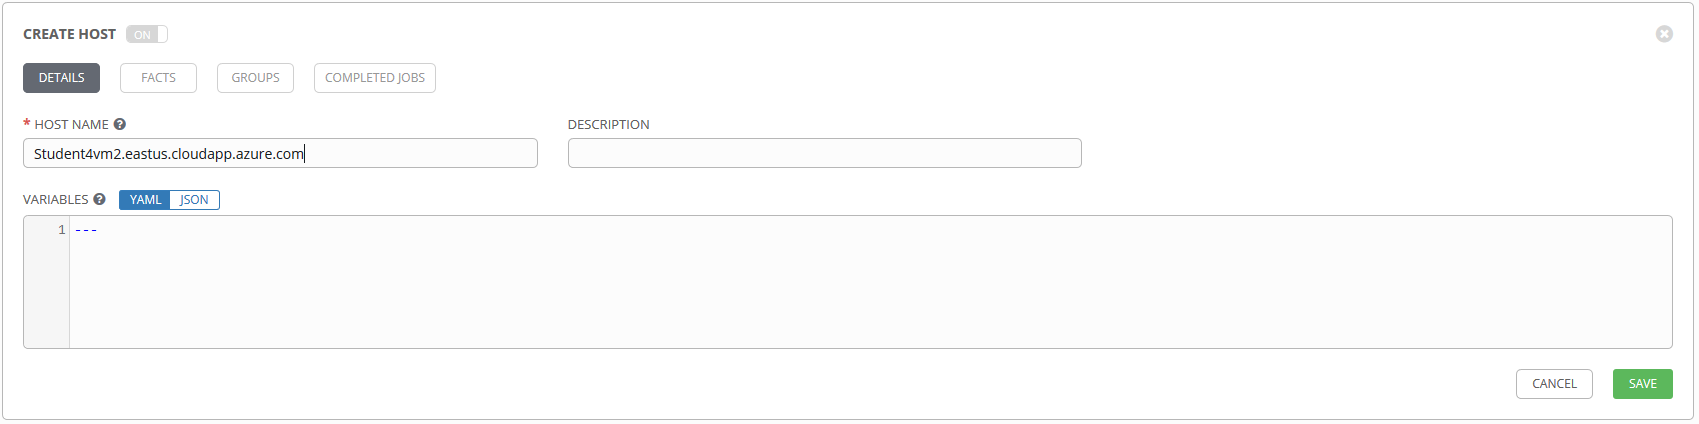 CREATE HOST ON
DETAILS FACTS GROUPS COMPLETED JOBS
* HOST NAME ? DESCRIPTION
Student4vm2.eastus.cloudapp.azure.com
VARIABLES ? YAML JSON
1 ---
CANCEL SAVE